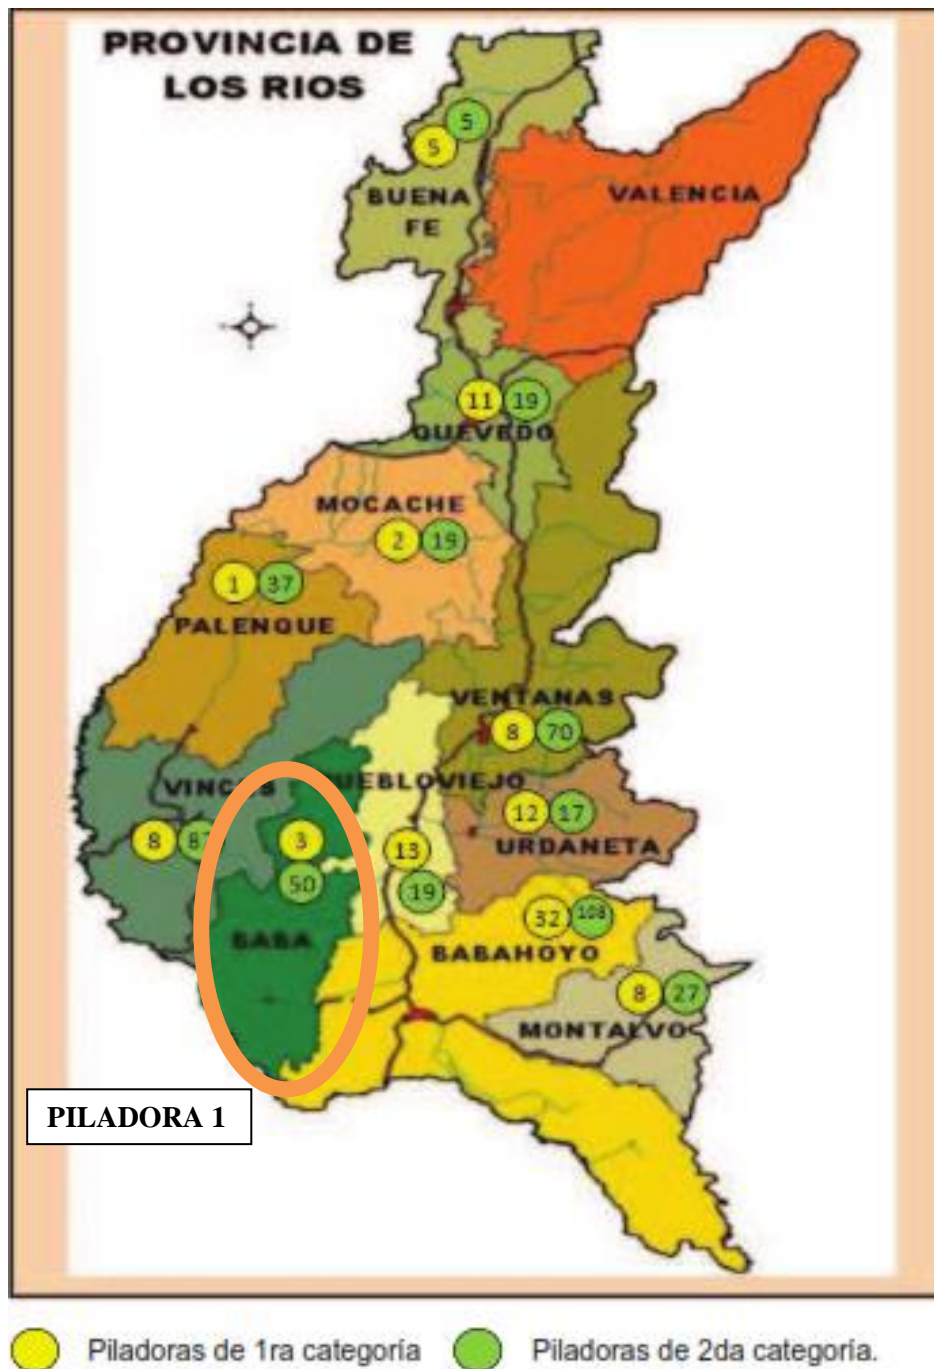 PROVINCIA DE
LOS RIOS
5
5
BUENA
FE
VALENCIA
11 19
QUEVEDO
MOCACHE
2 19
1 37
PALENQUE
VENTANAS
8 70
VINCES
PUEBLOVIEJO
12 17
URDANETA
8
3
13
50
19
32 108
BABA
BABAHOYO
8 27
MONTALVO
PILADORA 1
Piladoras de 1ra categoría Piladoras de 2da categoría.